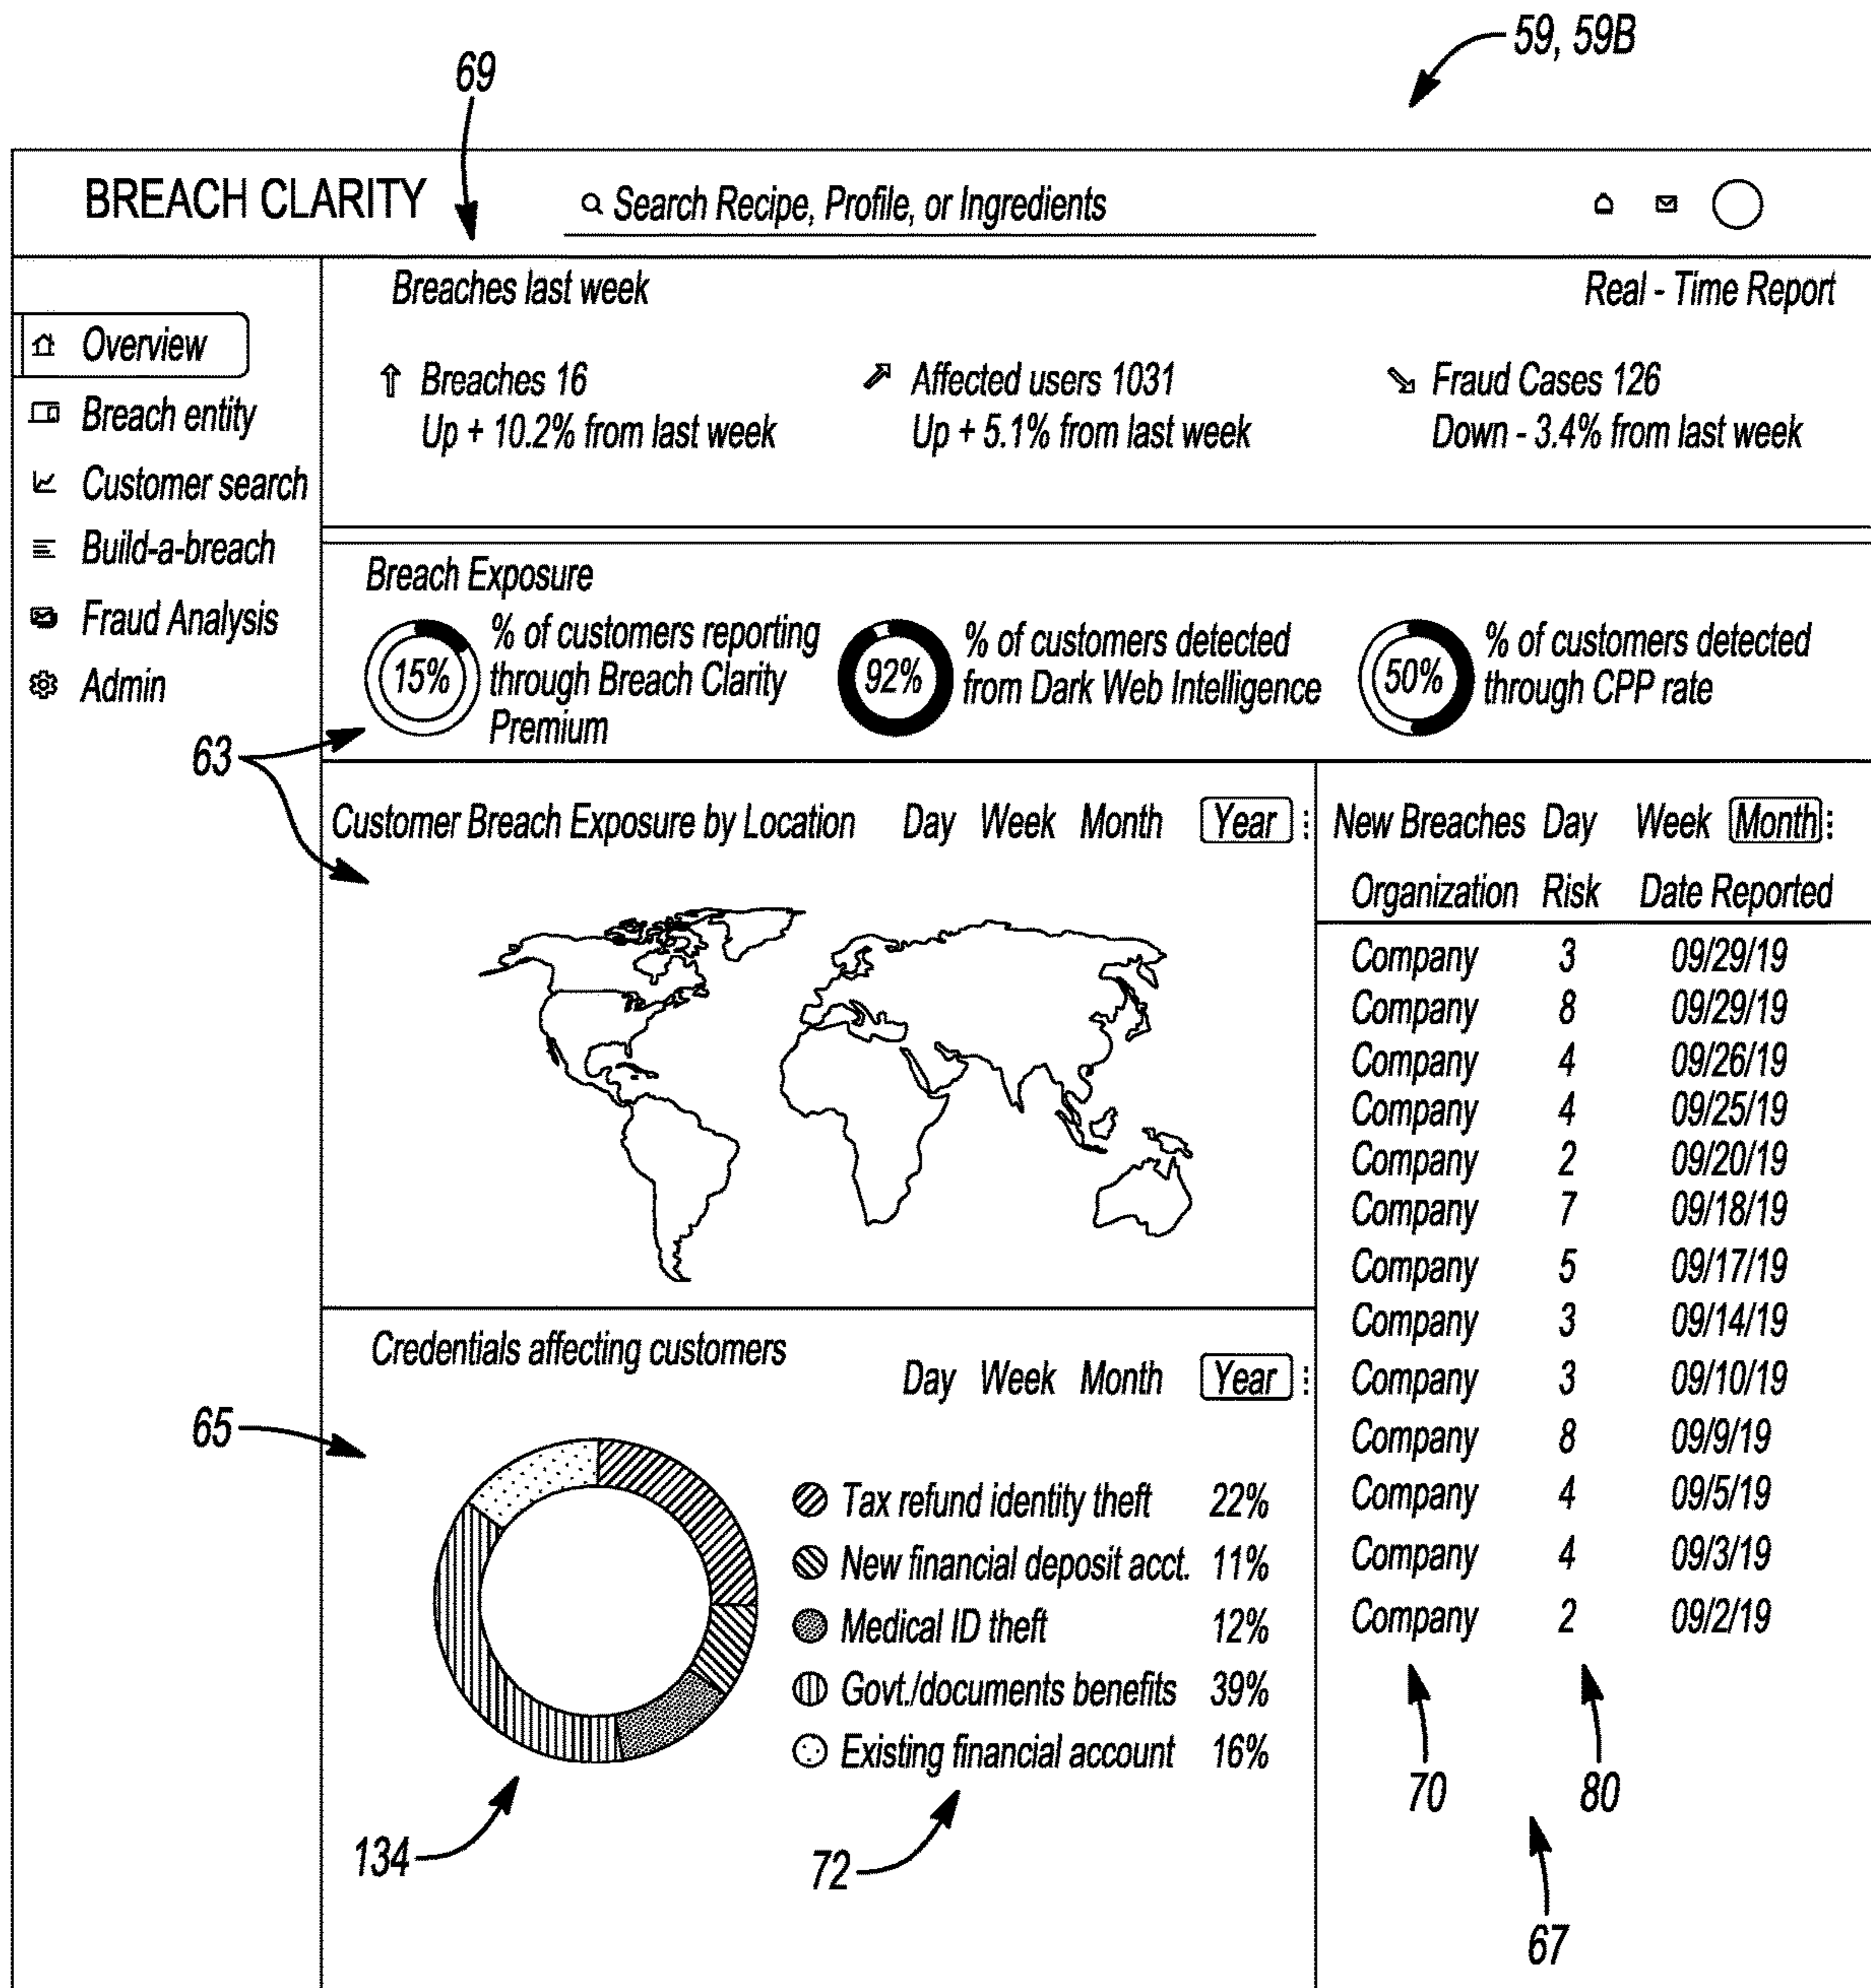 59, 59B
69
BREACH CLARITY
Search Recipe, Profile, or Ingredients
Overview
Breach entity
Customer search
Build-a-breach
Fraud Analysis
Admin
Breaches last week
Real - Time Report
Breaches 16
Up + 10.2% from last week
Affected users 1031
Up + 5.1% from last week
Fraud Cases 126
Down - 3.4% from last week
Breach Exposure
15%
% of customers reporting
through Breach Clarity
Premium
92%
% of customers detected
from Dark Web Intelligence
50%
% of customers detected
through CPP rate
63
Customer Breach Exposure by Location Day Week Month Year
New Breaches Day Week Month
Organization Risk Date Reported
Company 3 09/29/19
Company 8 09/29/19
Company 4 09/26/19
Company 4 09/25/19
Company 2 09/20/19
Company 7 09/18/19
Company 5 09/17/19
Company 3 09/14/19
Company 3 09/10/19
Company 8 09/9/19
Company 4 09/5/19
Company 4 09/3/19
Company 2 09/2/19
Credentials affecting customers
Day Week Month Year
65
Tax refund identity theft 22%
New financial deposit acct. 11%
Medical ID theft 12%
Govt./documents benefits 39%
Existing financial account 16%
134
72
70
80
67